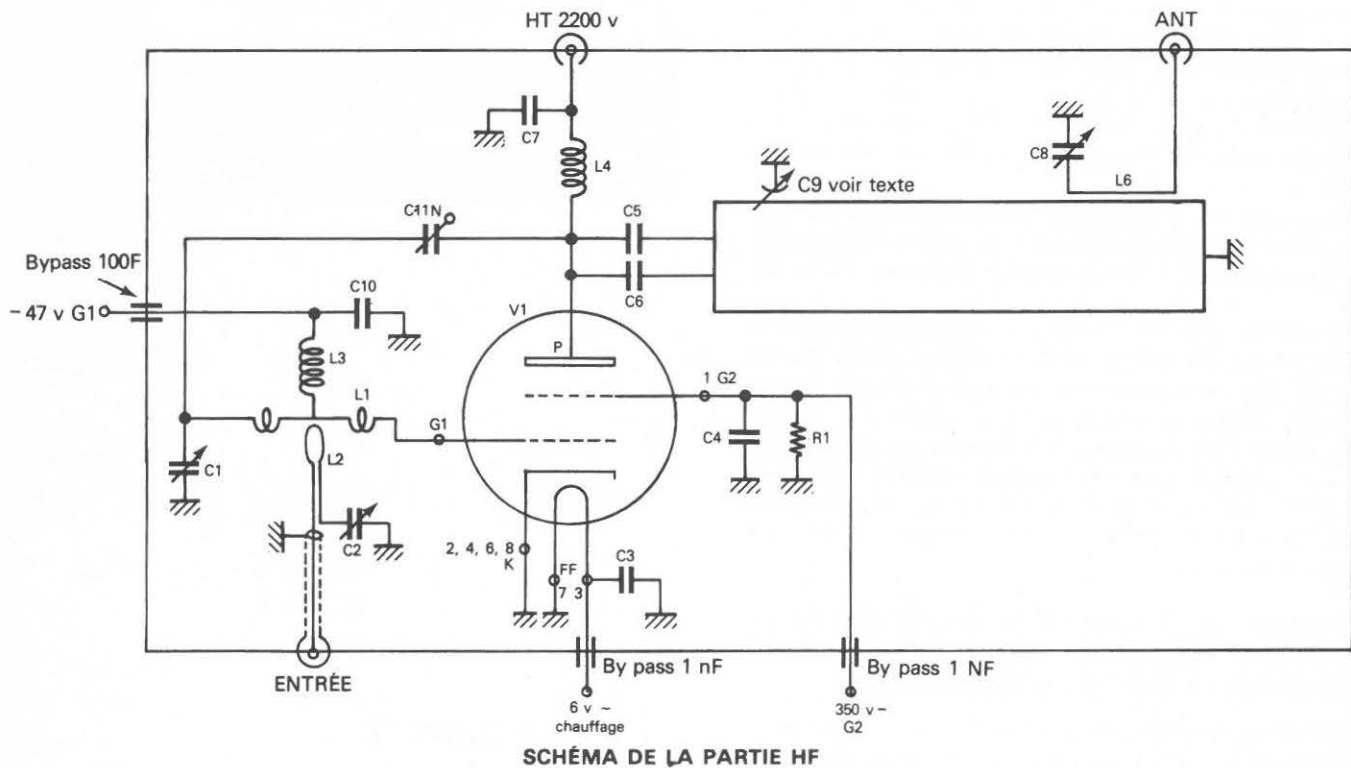 HT 2200 v
ANT
C7
L4
C8
L6
C9 voir texte
C11N
C5
C6
Bypass 100F
- 47 v G1
C10
V1
P
L3
L1
G1
1 G2
C4
R1
L2
C1
C2
2, 4, 6, 8
K
FF
7 3
C3
ENTRÉE
By pass 1 nF
By pass 1 NF
6 v ~
chauffage
350 v -
G2
SCHÉMA DE LA PARTIE HF